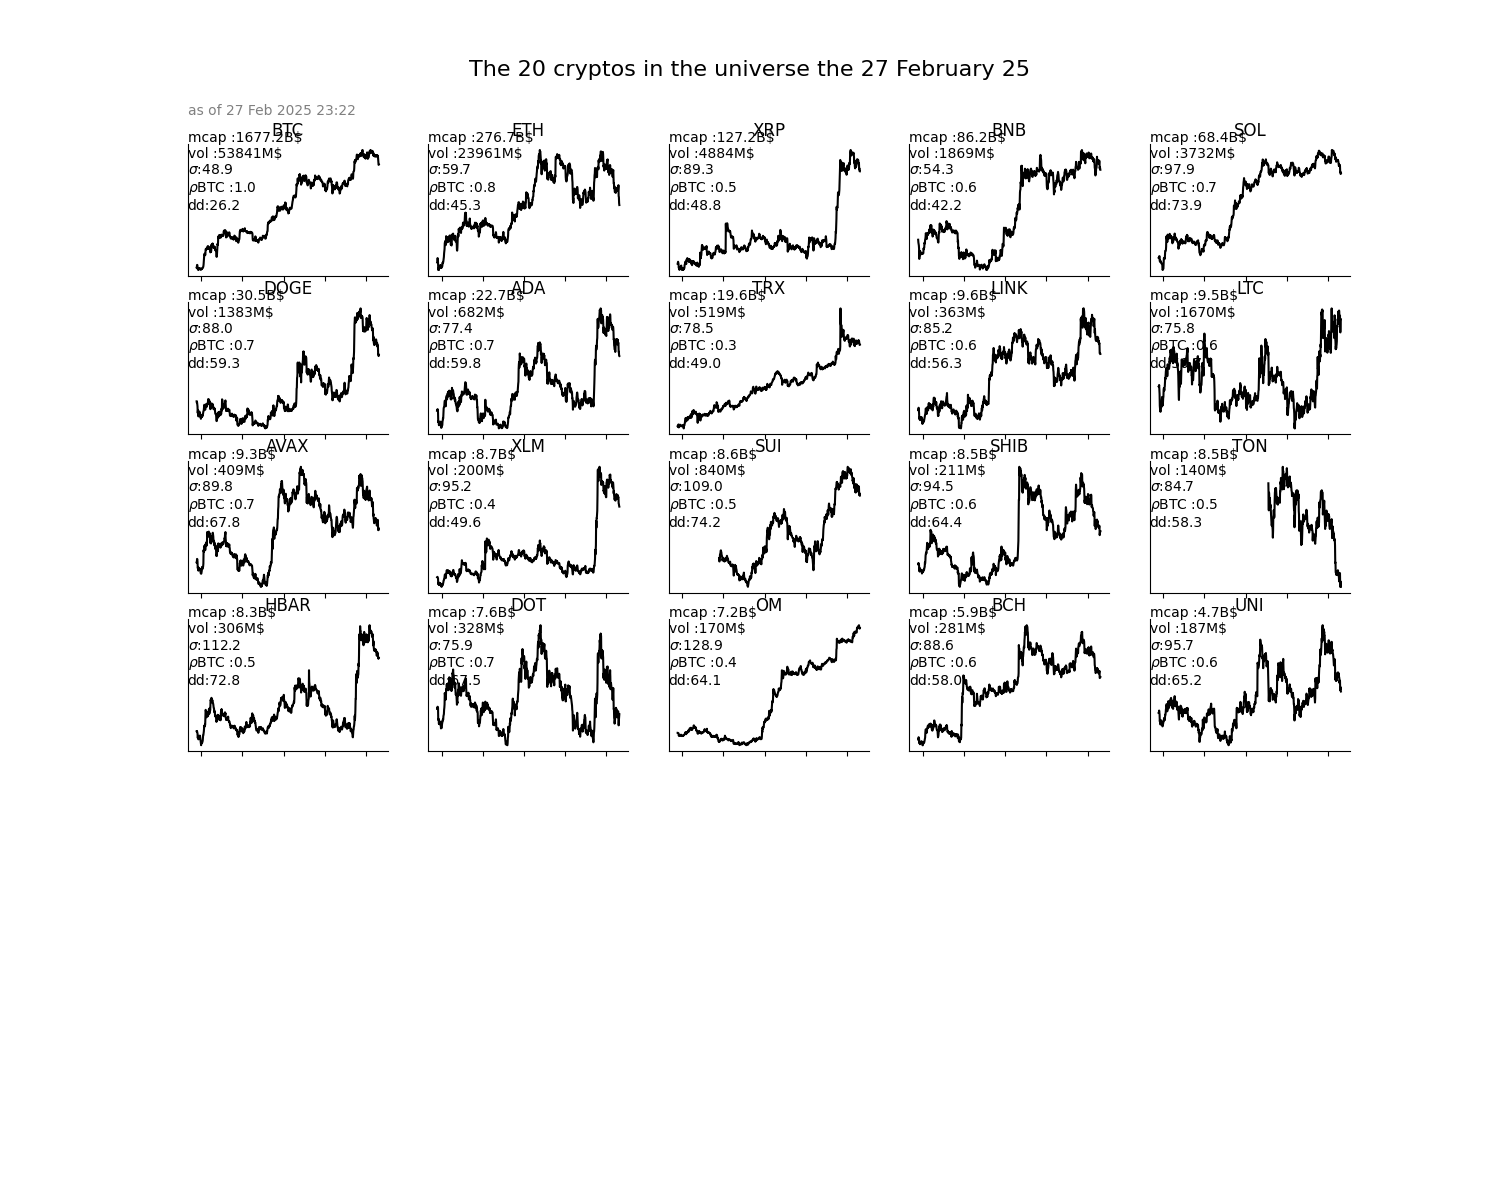 The 20 cryptos in the universe the 27 February 25
as of 27 Feb 2025 23:22
BTC
mcap :1677.2B$
vol :53841M$
σ:48.9
ρBTC :1.0
dd:26.2
ETH
mcap :276.7B$
vol :23961M$
σ:59.7
ρBTC :0.8
dd:45.3
XRP
mcap :127.2B$
vol :4884M$
σ:89.3
ρBTC :0.5
dd:48.8
BNB
mcap :86.2B$
vol :1869M$
σ:54.3
ρBTC :0.6
dd:42.2
SOL
mcap :68.4B$
vol :3732M$
σ:97.9
ρBTC :0.7
dd:73.9
DOGE
mcap :30.5B$
vol :1383M$
σ:88.0
ρBTC :0.7
dd:59.3
ADA
mcap :22.7B$
vol :682M$
σ:77.4
ρBTC :0.7
dd:59.8
TRX
mcap :19.6B$
vol :519M$
σ:78.5
ρBTC :0.3
dd:49.0
LINK
mcap :9.6B$
vol :363M$
σ:85.2
ρBTC :0.6
dd:56.3
LTC
mcap :9.5B$
vol :1670M$
σ:75.8
ρBTC :0.6
AVAX
mcap :9.3B$
vol :409M$
σ:89.8
ρBTC :0.7
dd:67.8
XLM
mcap :8.7B$
vol :200M$
σ:95.2
ρBTC :0.4
dd:49.6
SUI
mcap :8.6B$
vol :840M$
σ:109.0
ρBTC :0.5
dd:74.2
SHIB
mcap :8.5B$
vol :211M$
σ:94.5
ρBTC :0.6
dd:64.4
TON
mcap :8.5B$
vol :140M$
σ:84.7
ρBTC :0.5
dd:58.3
HBAR
mcap :8.3B$
vol :306M$
σ:112.2
ρBTC :0.5
dd:72.8
DOT
mcap :7.6B$
vol :328M$
σ:75.9
ρBTC :0.7
dd:67.5
OM
mcap :7.2B$
vol :170M$
σ:128.9
ρBTC :0.4
dd:64.1
BCH
mcap :5.9B$
vol :281M$
σ:88.6
ρBTC :0.6
dd:58.0
UNI
mcap :4.7B$
vol :187M$
σ:95.7
ρBTC :0.6
dd:65.2